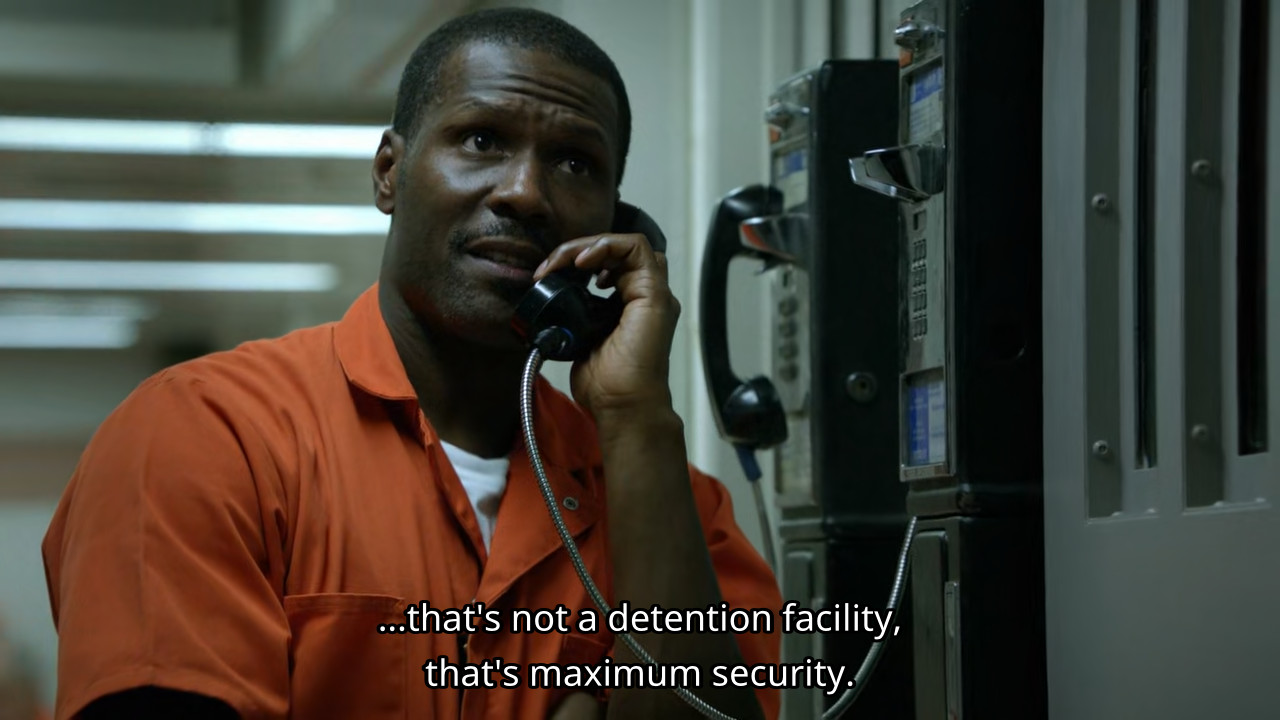 ...that's not a detention facility,
that's maximum security.